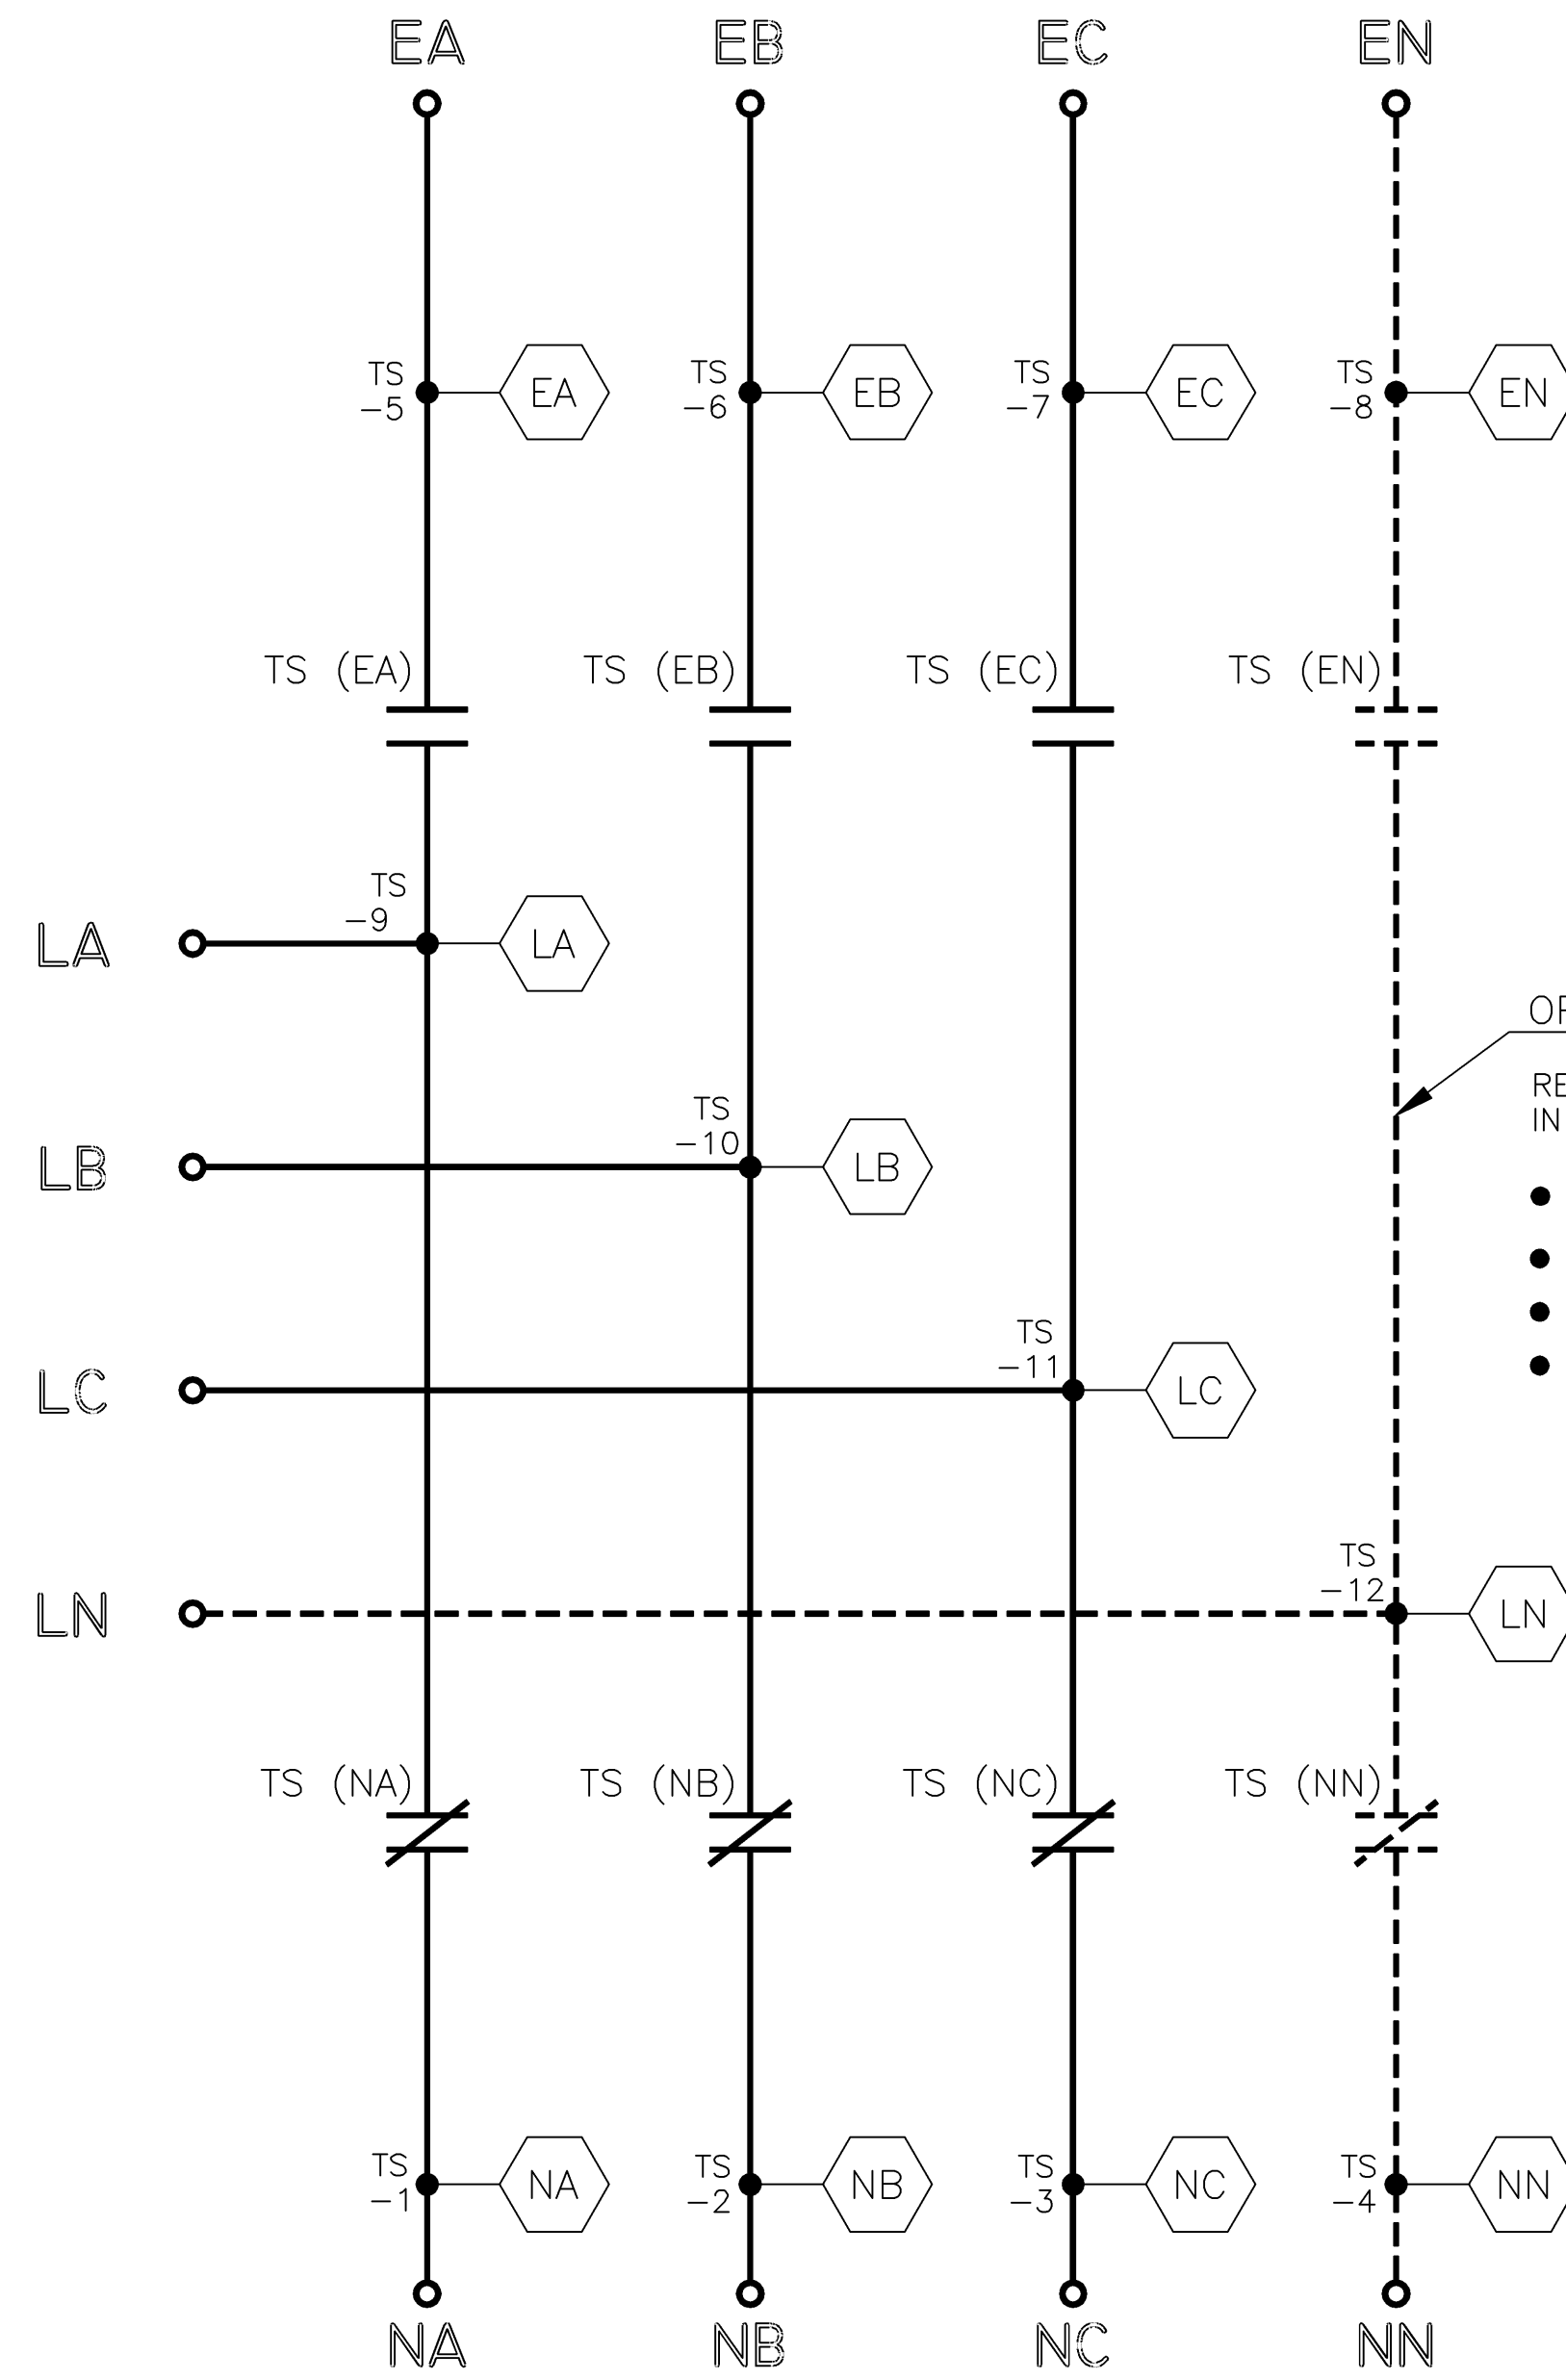 EA EB EC EN
TS TS TS TS
-5 EA -6 EB -7 EC -8 EN
TS (EA) TS (EB) TS (EC) TS (EN)
TS
-9
LA LA
OP
RE
IN
TS
-10
LB LB
TS
-11
LC LC
TS
-12
LN LN
TS (NA) TS (NB) TS (NC) TS (NN)
TS TS TS TS
-1 NA -2 NB -3 NC -4 NN
NA NB NC NN